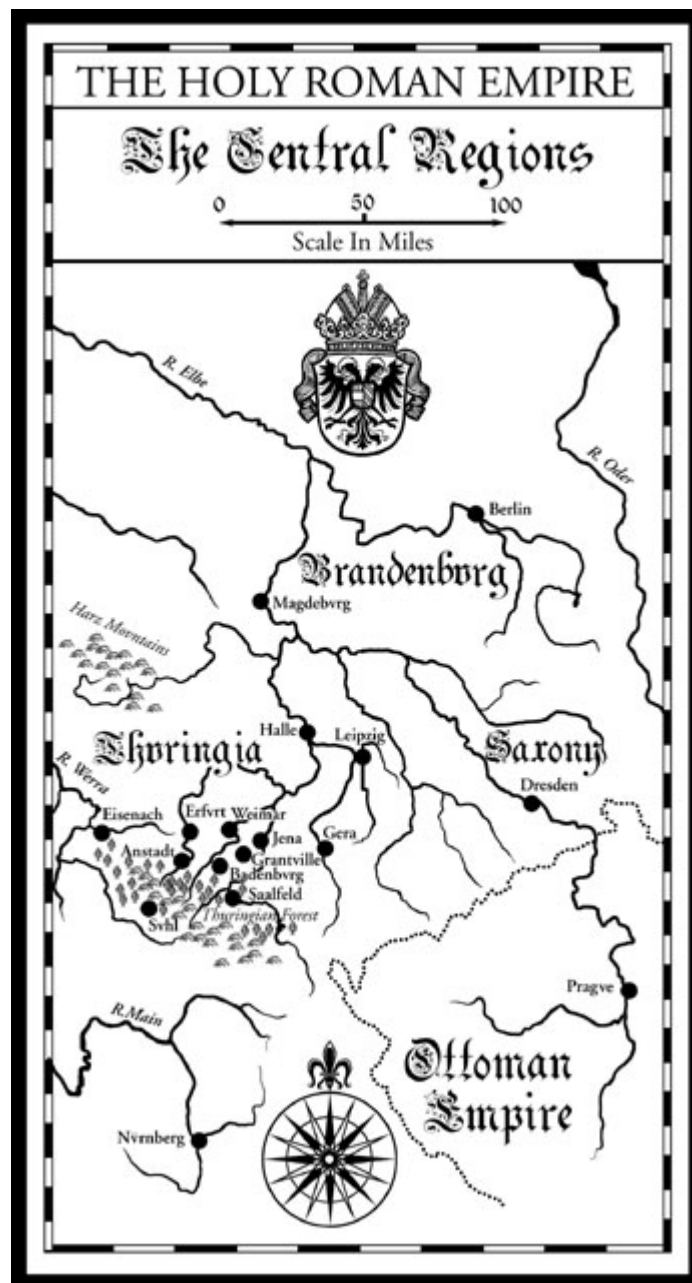 THE HOLY ROMAN EMPIRE
The Central Regions
0 50 100
Scale In Miles
R. Elbe
R. Oder
Berlin
Brandenbvrg
Magdebvrg
Harz Movntains
Halle
Leipzig
Thvringia
Saxony
R. Werra
Dresden
Eisenach
Erfvrt
Weimar
Jena
Gera
Anstadt
Grantville
Badenbvrg
Saalfeld
Svhl
Thuringian Forest
Pragve
R.Main
Ottoman
Empire
Nvrnberg